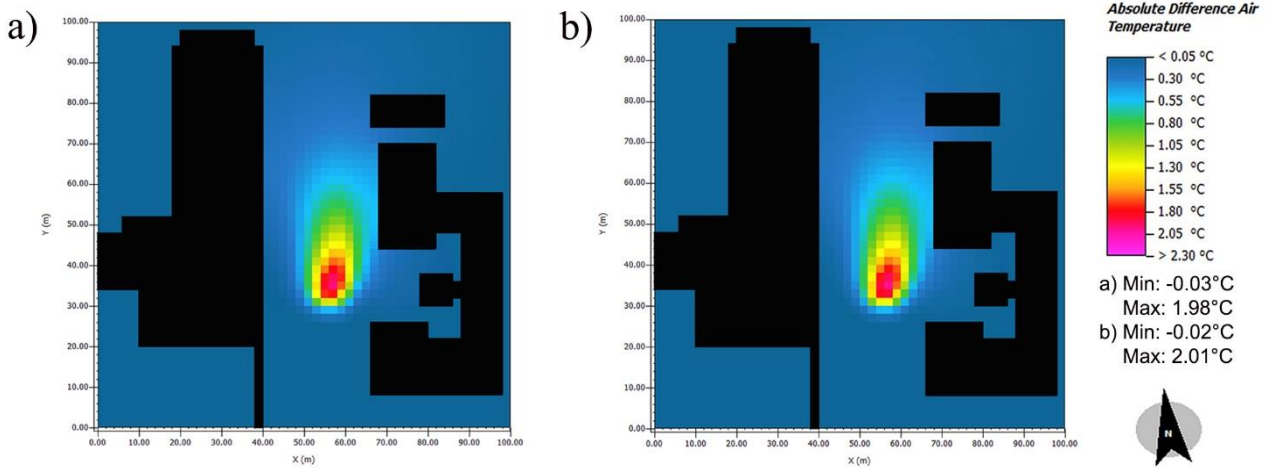 a)
100.00
90.00
80.00
70.00
60.00
50.00
40.00
30.00
20.00
10.00
0.00
Y (m)
0.00 10.00 20.00 30.00 40.00 50.00 60.00 70.00 80.00 90.00 100.00
X (m)
b)
100.00
90.00
80.00
70.00
60.00
50.00
40.00
30.00
20.00
10.00
0.00
Y (m)
0.00 10.00 20.00 30.00 40.00 50.00 60.00 70.00 80.00 90.00 100.00
X (m)
Absolute Difference Air
Temperature
< 0.05 °C
0.30 °C
0.55 °C
0.80 °C
1.05 °C
1.30 °C
1.55 °C
1.80 °C
2.05 °C
> 2.30 °C
a) Min: -0.03°C
Max: 1.98°C
b) Min: -0.02°C
Max: 2.01°C
N